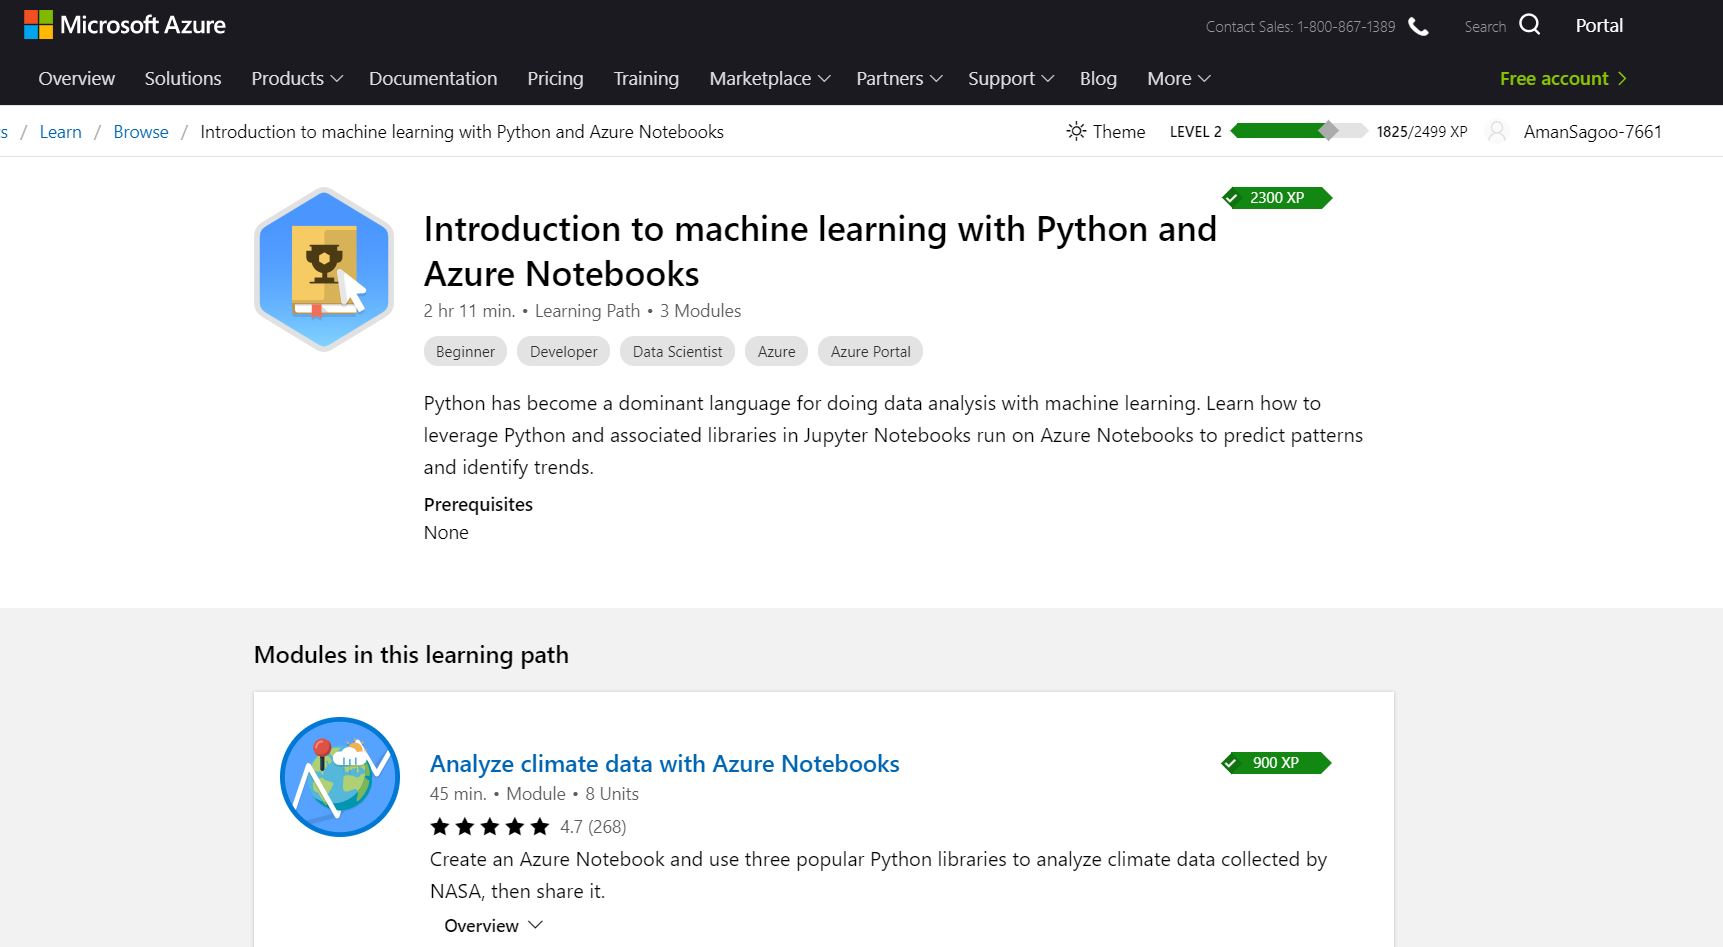 Microsoft Azure
Contact Sales: 1-800-867-1389 Search Portal
Overview Solutions Products Documentation Pricing Training Marketplace Partners Support Blog More Free account
s / Learn / Browse / Introduction to machine learning with Python and Azure Notebooks
Theme LEVEL 2 1825/2499 XP AmanSagoo-7661
2300 XP
Introduction to machine learning with Python and
Azure Notebooks
2 hr 11 min. • Learning Path • 3 Modules
Beginner Developer Data Scientist Azure Azure Portal
Python has become a dominant language for doing data analysis with machine learning. Learn how to
leverage Python and associated libraries in Jupyter Notebooks run on Azure Notebooks to predict patterns
and identify trends.
Prerequisites
None
Modules in this learning path
Analyze climate data with Azure Notebooks
900 XP
45 min. • Module • 8 Units
4.7 (268)
Create an Azure Notebook and use three popular Python libraries to analyze climate data collected by
NASA, then share it.
Overview